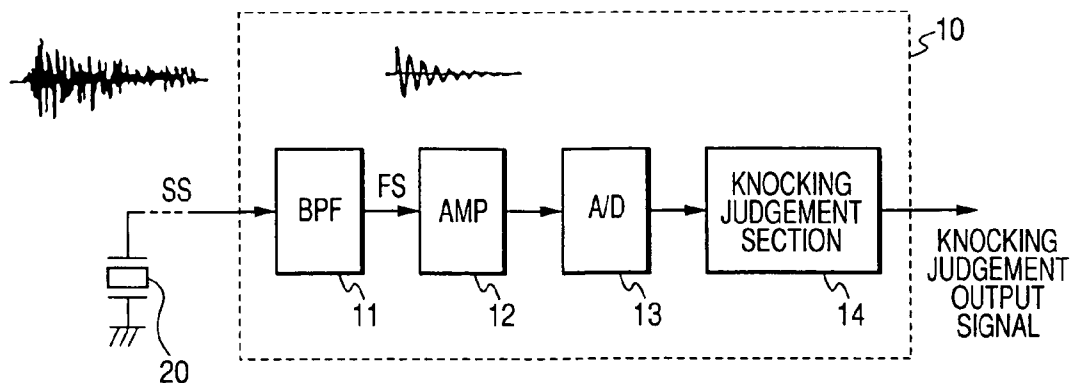 10
SS
BPF
FS
AMP
A/D
KNOCKING
JUDGEMENT
SECTION
11
12
13
14
KNOCKING
JUDGEMENT
OUTPUT
SIGNAL
20